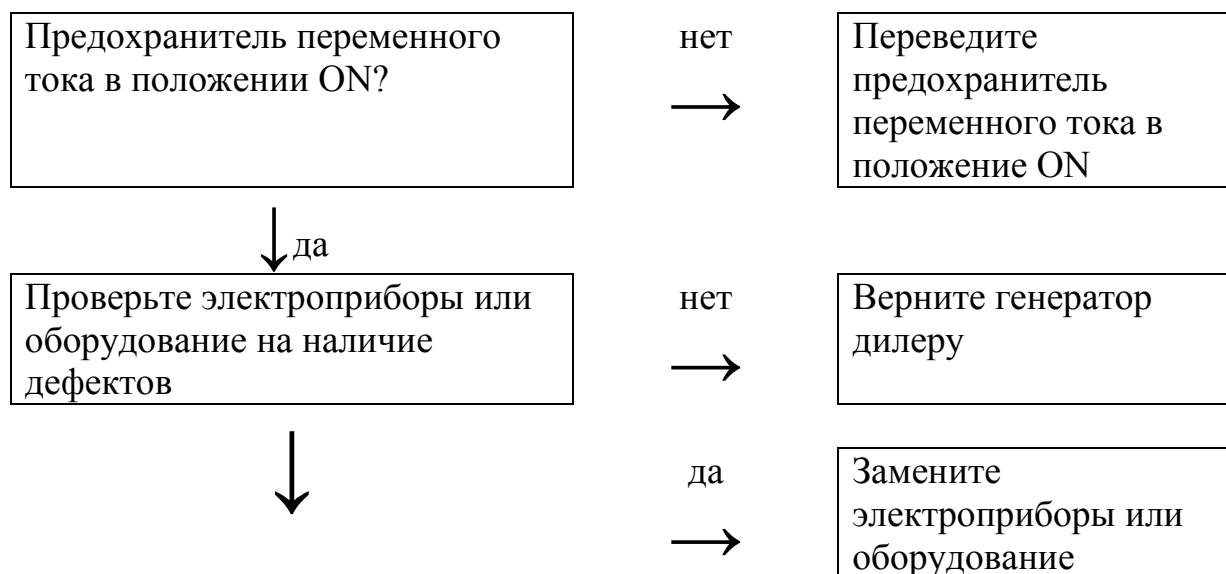 Предохранитель переменного
тока в положении ON?
нет
Переведите
предохранитель
переменного тока в
положение ON
да
Проверьте электроприборы или
оборудование на наличие
дефектов
нет
Верните генератор
дилеру
да
Замените
электроприборы или
оборудование